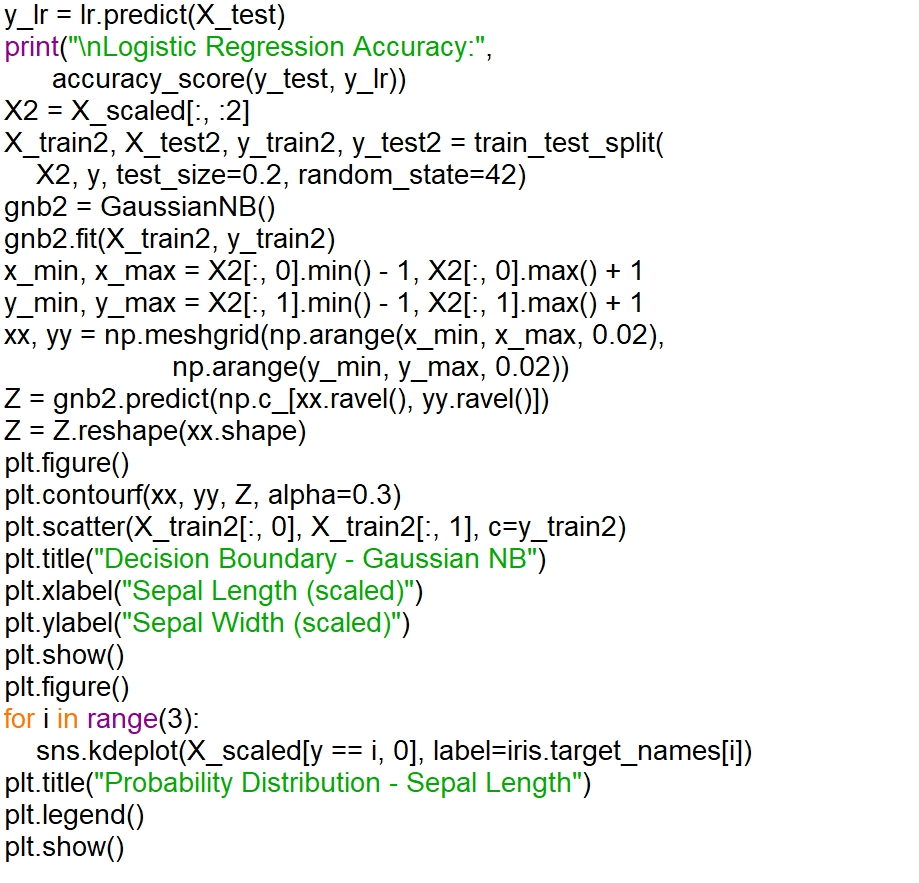 y_lr = lr.predict(X_test)
print("\nLogistic Regression Accuracy:",
      accuracy_score(y_test, y_lr))
X2 = X_scaled[:, :2]
X_train2, X_test2, y_train2, y_test2 = train_test_split(
    X2, y, test_size=0.2, random_state=42)
gnb2 = GaussianNB()
gnb2.fit(X_train2, y_train2)
x_min, x_max = X2[:, 0].min() - 1, X2[:, 0].max() + 1
y_min, y_max = X2[:, 1].min() - 1, X2[:, 1].max() + 1
xx, yy = np.meshgrid(np.arange(x_min, x_max, 0.02),
                     np.arange(y_min, y_max, 0.02))
Z = gnb2.predict(np.c_[xx.ravel(), yy.ravel()])
Z = Z.reshape(xx.shape)
plt.figure()
plt.contourf(xx, yy, Z, alpha=0.3)
plt.scatter(X_train2[:, 0], X_train2[:, 1], c=y_train2)
plt.title("Decision Boundary - Gaussian NB")
plt.xlabel("Sepal Length (scaled)")
plt.ylabel("Sepal Width (scaled)")
plt.show()
plt.figure()
for i in range(3):
    sns.kdeplot(X_scaled[y == i, 0], label=iris.target_names[i])
plt.title("Probability Distribution - Sepal Length")
plt.legend()
plt.show()